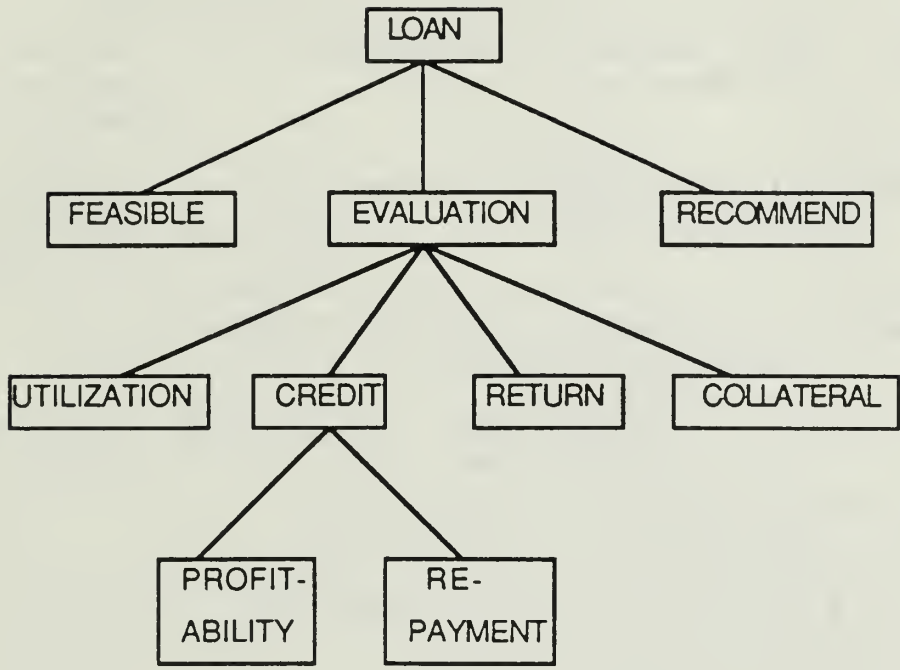 LOAN
FEASIBLE
EVALUATION
RECOMMEND
UTILIZATION
CREDIT
RETURN
COLLATERAL
PROFIT-
ABILITY
RE-
PAYMENT